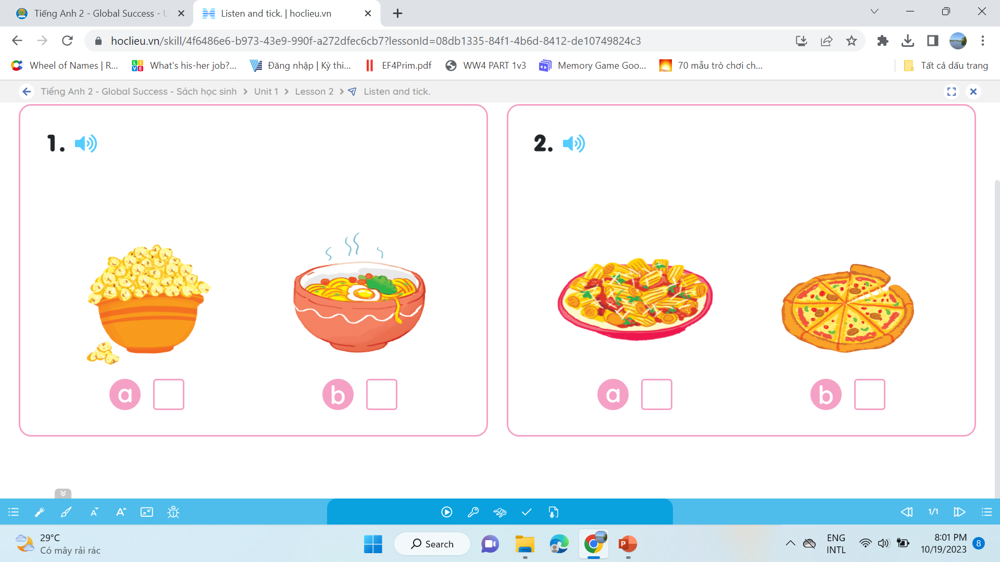 Tiếng Anh 2 - Global Success - U
Listen and tick. | hoclieu.vn
hoclieu.vn/skill/4f6486e6-b973-43e9-990f-a272dfec6cb7?lessonId=08db1335-84f1-4b6d-8412-de10749824c3
Wheel of Names | R...
LIVE
What's his-her job?...
Đăng nhập | Kỳ thi...
EF4Prim.pdf
WW4 PART 1v3
Memory Game Goo...
70 mẫu trò chơi ch...
Tất cả dấu trang
Tiếng Anh 2 - Global Success - Sách học sinh > Unit 1 > Lesson 2 > Listen and tick.
1.
a
b
2.
a
b
1/1
29°C
Có mây rải rác
Search
ENG
INTL
8:01 PM
10/19/2023
8